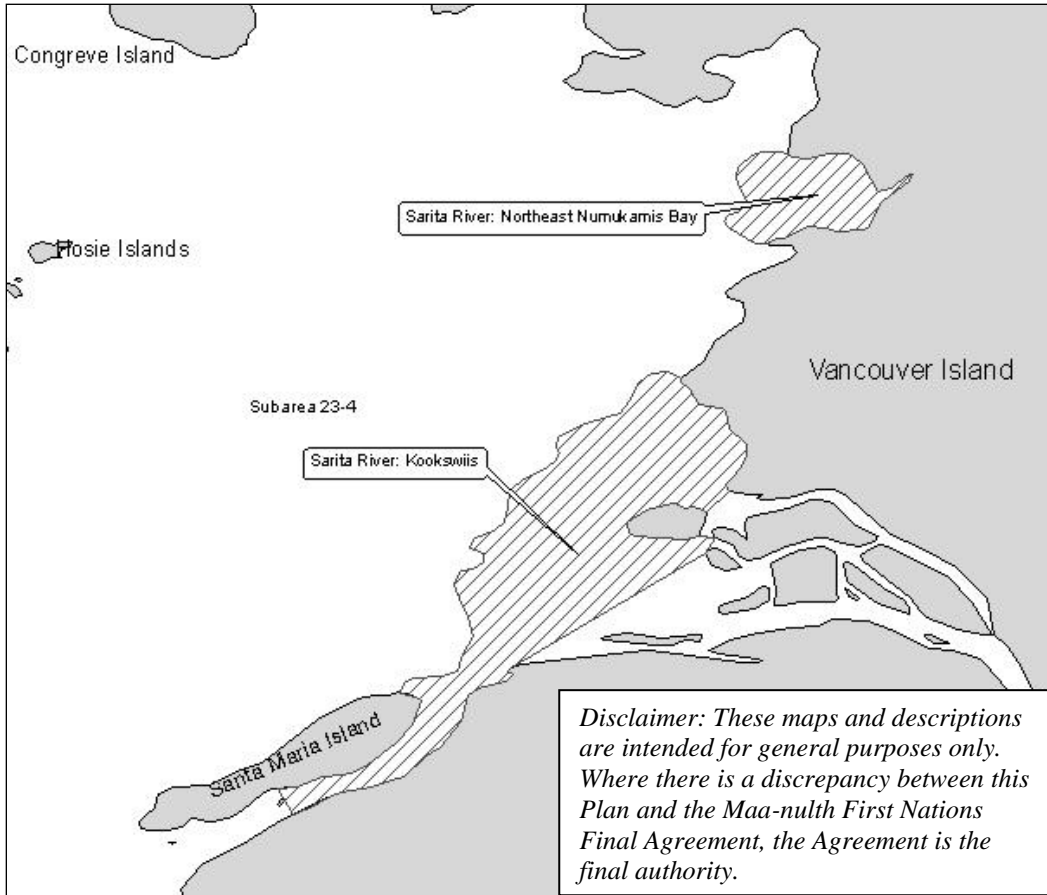 Congreve Island
Sarita River: Northeast Numukamis Bay
Hosie Islands
Vancouver Island
Subarea 23-4
Sarita River: Kookswiis
Santa Maria Island
Disclaimer: These maps and descriptions
are intended for general purposes only.
Where there is a discrepancy between this
Plan and the Maa-nulth First Nations
Final Agreement, the Agreement is the
final authority.